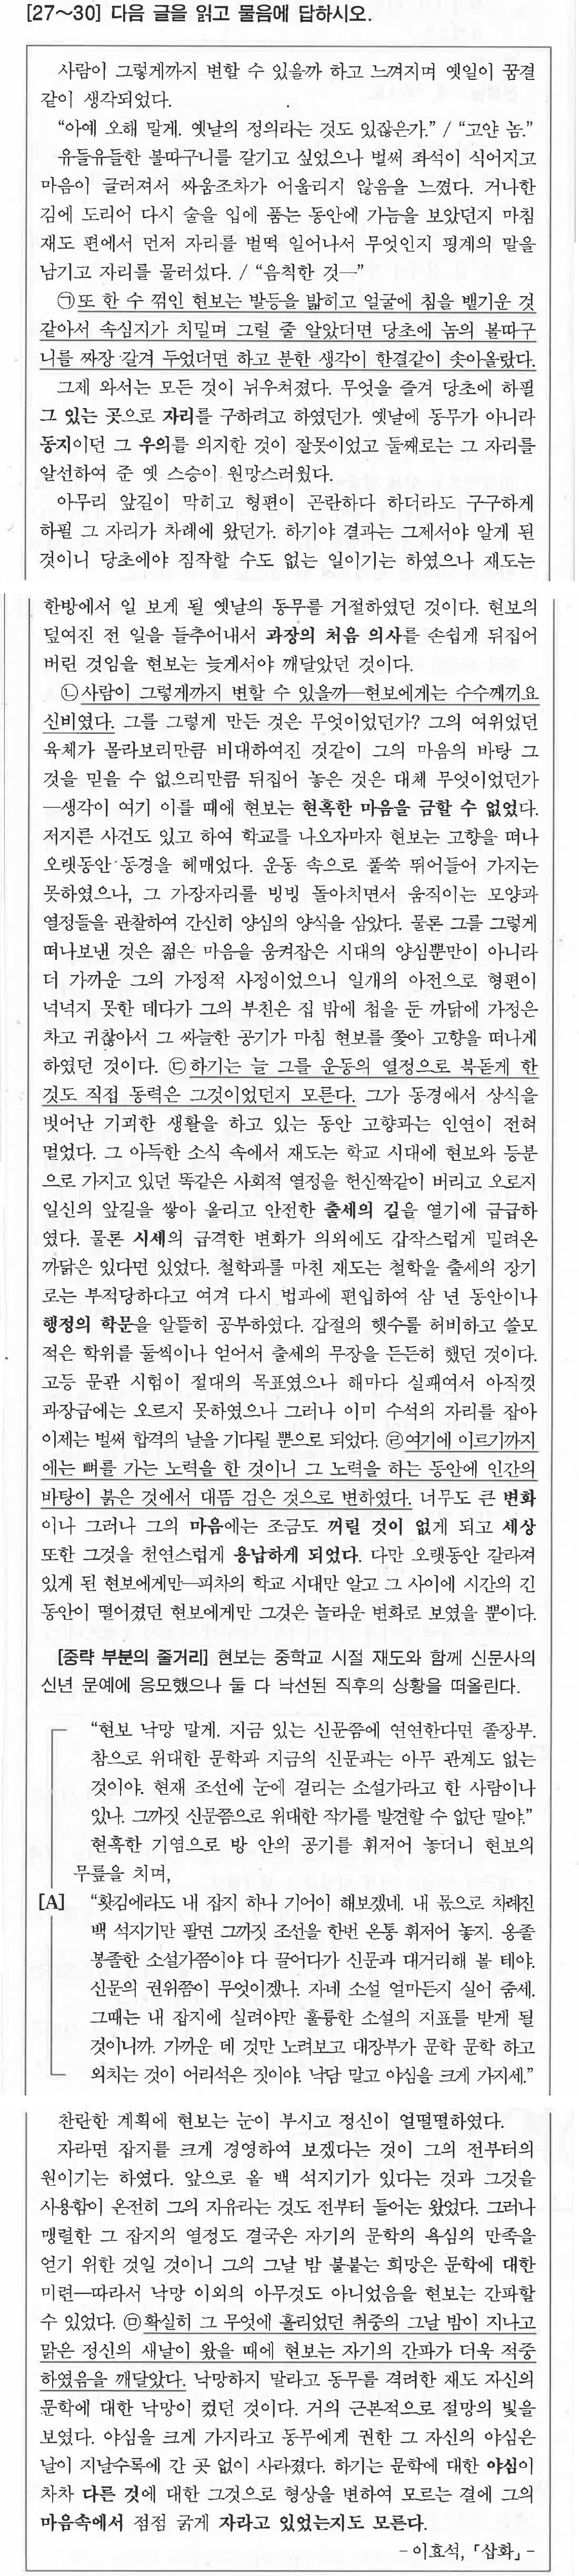 [27~30] 다음 글을 읽고 물음에 답하시오.
사람이 그렇게까지 변할 수 있을까 하고 느껴지며 옛일이 꿈결
같이 생각되었다.
“아예 오해 말게. 옛날의 정의라는 것도 있잖은가.” / “고얀 놈.”
유들유들한 볼따구니를 갈기고 싶었으나 벌써 좌석이 식어지고
마음이 글러져서 싸움조차가 어울리지 않음을 느꼈다. 거나한
김에 도리어 다시 술을 입에 품는 동안에 가늠을 보았던지 마침
재도 편에서 먼저 자리를 벌떡 일어나서 무엇인지 핑계의 말을
남기고 자리를 물러섰다. / “음칙한 것―”
㉠또 한 수 꺾인 현보는 발등을 밟히고 얼굴에 침을 뱉기운 것
같아서 속심지가 치밀며 그럴 줄 알았더면 당초에 놈의 볼따구
니를 짜장 갈겨 두었더면 하고 분한 생각이 한결같이 솟아올랐다.
그제 와서는 모든 것이 뉘우쳐졌다. 무엇을 즐겨 당초에 하필
그 있는 곳으로 자리를 구하려고 하였던가. 옛날에 동무가 아니라
동지이던 그 우의를 의지한 것이 잘못이었고 둘째로는 그 자리를
알선하여 준 옛 스승이 원망스러웠다.
아무리 앞길이 막히고 형편이 곤란하다 하더라도 구구하게
하필 그 자리가 차례에 왔던가. 하기야 결과는 그제서야 알게 된
것이니 당초에야 짐작할 수도 없는 일이기는 하였으나 재도는
한방에서 일 보게 될 옛날의 동무를 거절하였던 것이다. 현보의
덮여진 전 일을 들추어내서 과장의 처음 의사를 손쉽게 뒤집어
버린 것임을 현보는 늦게서야 깨달았던 것이다.
㉡사람이 그렇게까지 변할 수 있을까―현보에게는 수수께끼요
신비였다. 그를 그렇게 만든 것은 무엇이었던가? 그의 여위었던
육체가 몰라보리만큼 비대하여진 것같이 그의 마음의 바탕 그
것을 믿을 수 없으리만큼 뒤집어 놓은 것은 대체 무엇이었던가
―생각이 여기 이를 때에 현보는 현혹한 마음을 금할 수 없었다.
저지른 사건도 있고 하여 학교를 나오자마자 현보는 고향을 떠나
오랫동안 동경을 헤매었다. 운동 속으로 풀쑥 뛰어들어 가지는
못하였으나, 그 가장자리를 빙빙 돌아치면서 움직이는 모양과
열정들을 관찰하여 간신히 양심의 양식을 삼았다. 물론 그를 그렇게
떠나보낸 것은 젊은 마음을 움켜잡은 시대의 양심뿐만이 아니라
더 가까운 그의 가정적 사정이었으니 일개의 아전으로 형편이
넉넉지 못한 데다가 그의 부친은 집 밖에 첩을 둔 까닭에 가정은
차고 귀찮아서 그 싸늘한 공기가 마침 현보를 쫓아 고향을 떠나게
하였던 것이다. ㉢하기는 늘 그를 운동의 열정으로 북돋게 한
것도 직접 동력은 그것이었던지 모른다. 그가 동경에서 상식을
벗어난 기괴한 생활을 하고 있는 동안 고향과는 인연이 전혀
멀었다. 그 아득한 소식 속에서 재도는 학교 시대에 현보와 등분
으로 가지고 있던 똑같은 사회적 열정을 헌신짝같이 버리고 오로지
일신의 앞길을 쌓아 올리고 안전한 출세의 길을 열기에 급급하
였다. 물론 시세의 급격한 변화가 의외에도 갑작스럽게 밀려온
까닭은 있다면 있었다. 철학과를 마친 재도는 철학을 출세의 장기
로는 부적당하다고 여겨 다시 법과에 편입하여 삼 년 동안이나
행정의 학문을 알뜰히 공부하였다. 갑절의 햇수를 허비하고 쓸모
적은 학위를 둘씩이나 얻어서 출세의 무장을 든든히 했던 것이다.
고등 문관 시험이 절대의 목표였으나 해마다 실패여서 아직껏
과장급에는 오르지 못하였으나 그러나 이미 수석의 자리를 잡아
이제는 벌써 합격의 날을 기다릴 뿐으로 되었다. ㉣여기에 이르기까지
에는 뼈를 가는 노력을 한 것이니 그 노력을 하는 동안에 인간의
바탕이 붉은 것에서 대뜸 검은 것으로 변하였다. 너무도 큰 변화
이나 그러나 그의 마음에는 조금도 꺼릴 것이 없게 되고 세상
또한 그것을 천연스럽게 용납하게 되었다. 다만 오랫동안 갈라져
있게 된 현보에게만―피차의 학교 시대만 알고 그 사이에 시간의 긴
동안이 떨어졌던 현보에게만 그것은 놀라운 변화로 보였을 뿐이다.
[중략 부분의 줄거리] 현보는 중학교 시절 재도와 함께 신문사의
신년 문예에 응모했으나 둘 다 낙선된 직후의 상황을 떠올린다.
“현보 낙망 말게. 지금 있는 신문쯤에 연연한다면 졸장부.
참으로 위대한 문학과 지금의 신문과는 아무 관계도 없는
것이야. 현재 조선에 눈에 걸리는 소설가라고 한 사람이나
있나. 그까짓 신문쯤으로 위대한 작가를 발견할 수 없단 말야.”
현혹한 기염으로 방 안의 공기를 휘저어 놓더니 현보의
무릎을 치며,
[A] “홧김에라도 내 잡지 하나 기어이 해보겠네. 내 몫으로 차례진
백 석지기만 팔면 그까짓 조선을 한번 온통 휘저어 놓지. 옹졸
봉졸한 소설가쯤이야 다 끌어다가 신문과 대거리해 볼 테야.
신문의 권위쯤이 무엇이겠나. 자네 소설 얼마든지 실어 줌세.
그때는 내 잡지에 실려야만 훌륭한 소설의 지표를 받게 될
것이니까. 가까운 데 것만 노려보고 대장부가 문학 문학 하고
외치는 것이 어리석은 짓이야. 낙담 말고 야심을 크게 가지세.”
찬란한 계획에 현보는 눈이 부시고 정신이 얼떨떨하였다.
자라면 잡지를 크게 경영하여 보겠다는 것이 그의 전부터의
원이기는 하였다. 앞으로 올 백 석지기가 있다는 것과 그것을
사용함이 온전히 그의 자유라는 것도 전부터 들어는 왔었다. 그러나
맹렬한 그 잡지의 열정도 결국은 자기의 문학의 욕심의 만족을
얻기 위한 것일 것이니 그의 그날 밤 불붙는 희망은 문학에 대한
미련―따라서 낙망 이외의 아무것도 아니었음을 현보는 간파할
수 있었다. ㉤확실히 그 무엇에 홀리었던 취중의 그날 밤이 지나고
맑은 정신의 새날이 왔을 때에 현보는 자기의 간파가 더욱 적중
하였음을 깨달았다. 낙망하지 말라고 동무를 격려한 재도 자신의
문학에 대한 낙망이 컸던 것이다. 거의 근본적으로 절망의 빛을
보였다. 야심을 크게 가지라고 동무에게 권한 그 자신의 야심은
날이 지날수록에 간 곳 없이 사라졌다. 하기는 문학에 대한 야심이
차차 다른 것에 대한 그것으로 형상을 변하여 모르는 결에 그의
마음속에서 점점 굵게 자라고 있었는지도 모른다.
- 이효석, 「삽화」 -